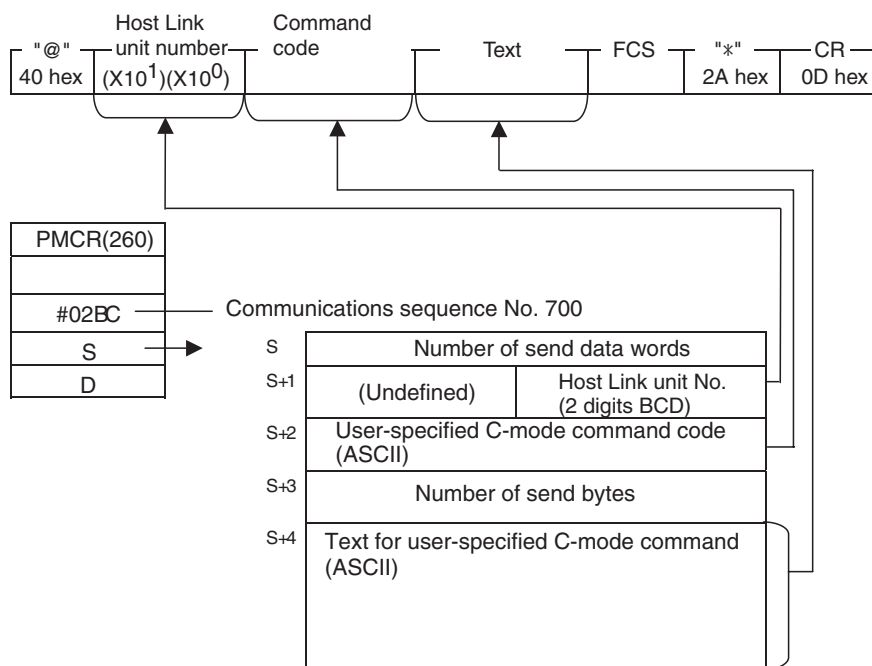 "@"
40 hex
Host Link
unit number
(X10¹)(X10⁰)
Command
code
Text
FCS
"*"
2A hex
CR
0D hex
PMCR(260)
#02BC
S
D
Communications sequence No. 700
S
Number of send data words
S+1
(Undefined)
Host Link unit No.
(2 digits BCD)
S+2
User-specified C-mode command code
(ASCII)
S+3
Number of send bytes
S+4
Text for user-specified C-mode command
(ASCII)